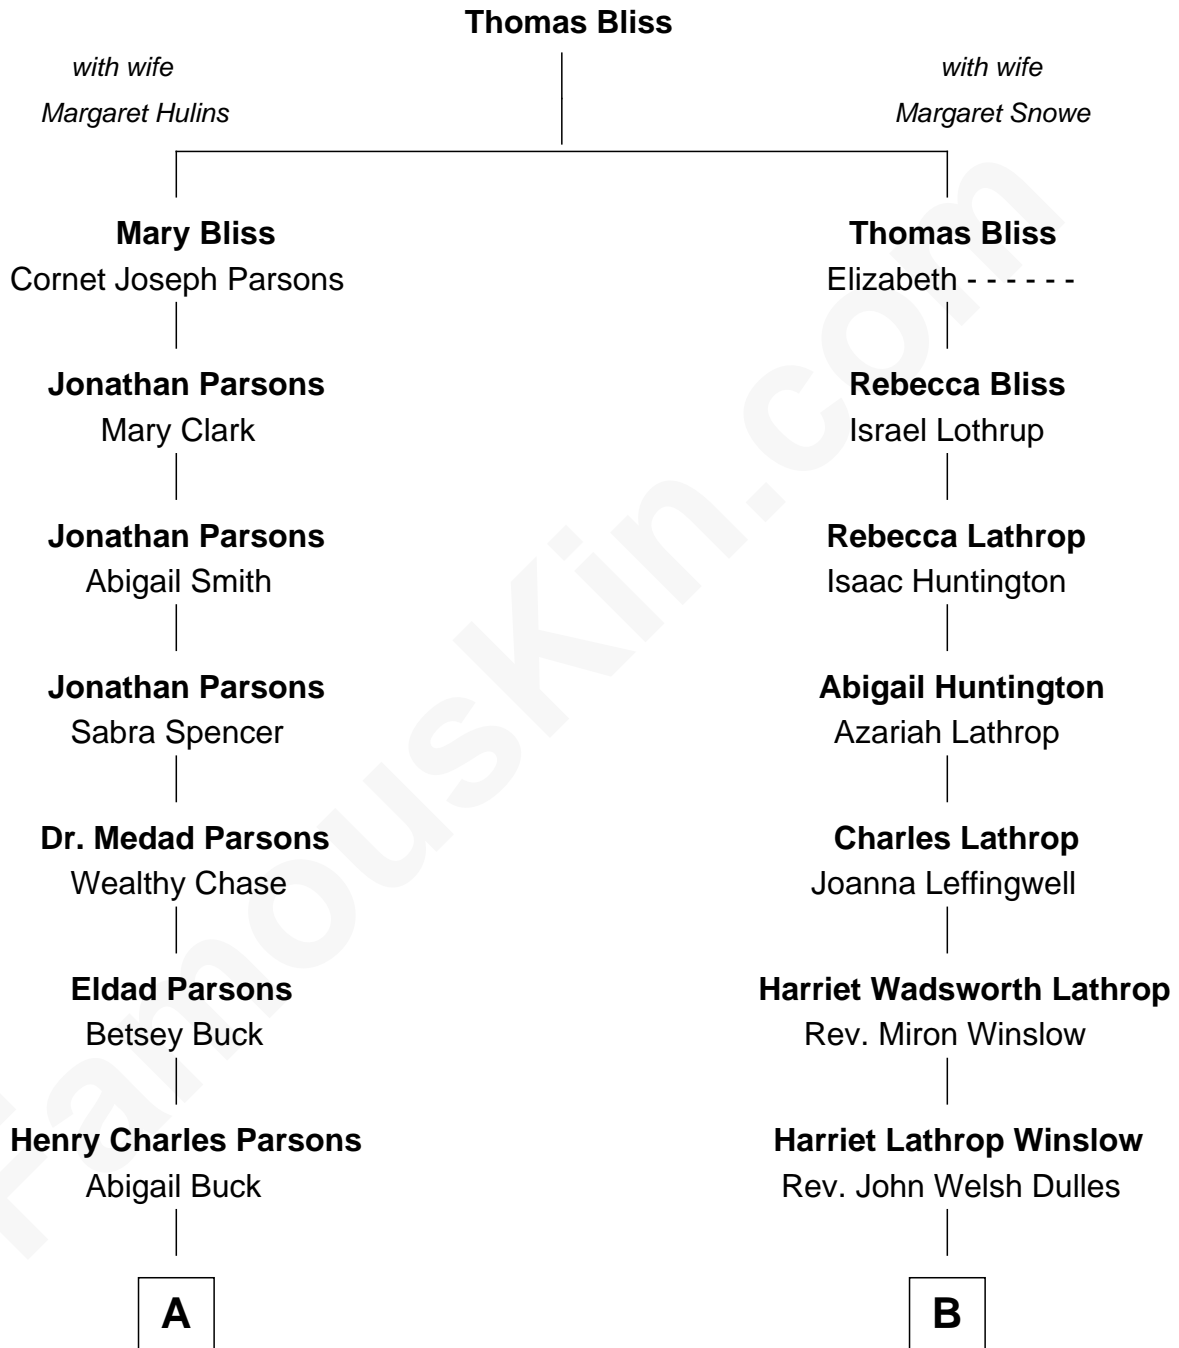 Thomas Bliss
with wife
Margaret Hulins
with wife
Margaret Snowe
Mary Bliss
Cornet Joseph Parsons
Thomas Bliss
Elizabeth - - - - - -
Jonathan Parsons
Mary Clark
Rebecca Bliss
Israel Lothrup
Jonathan Parsons
Abigail Smith
Rebecca Lathrop
Isaac Huntington
Jonathan Parsons
Sabra Spencer
Abigail Huntington
Azariah Lathrop
Dr. Medad Parsons
Wealthy Chase
Charles Lathrop
Joanna Leffingwell
Eldad Parsons
Betsey Buck
Harriet Wadsworth Lathrop
Rev. Miron Winslow
Henry Charles Parsons
Abigail Buck
Harriet Lathrop Winslow
Rev. John Welsh Dulles
A
B
FamousKin.com